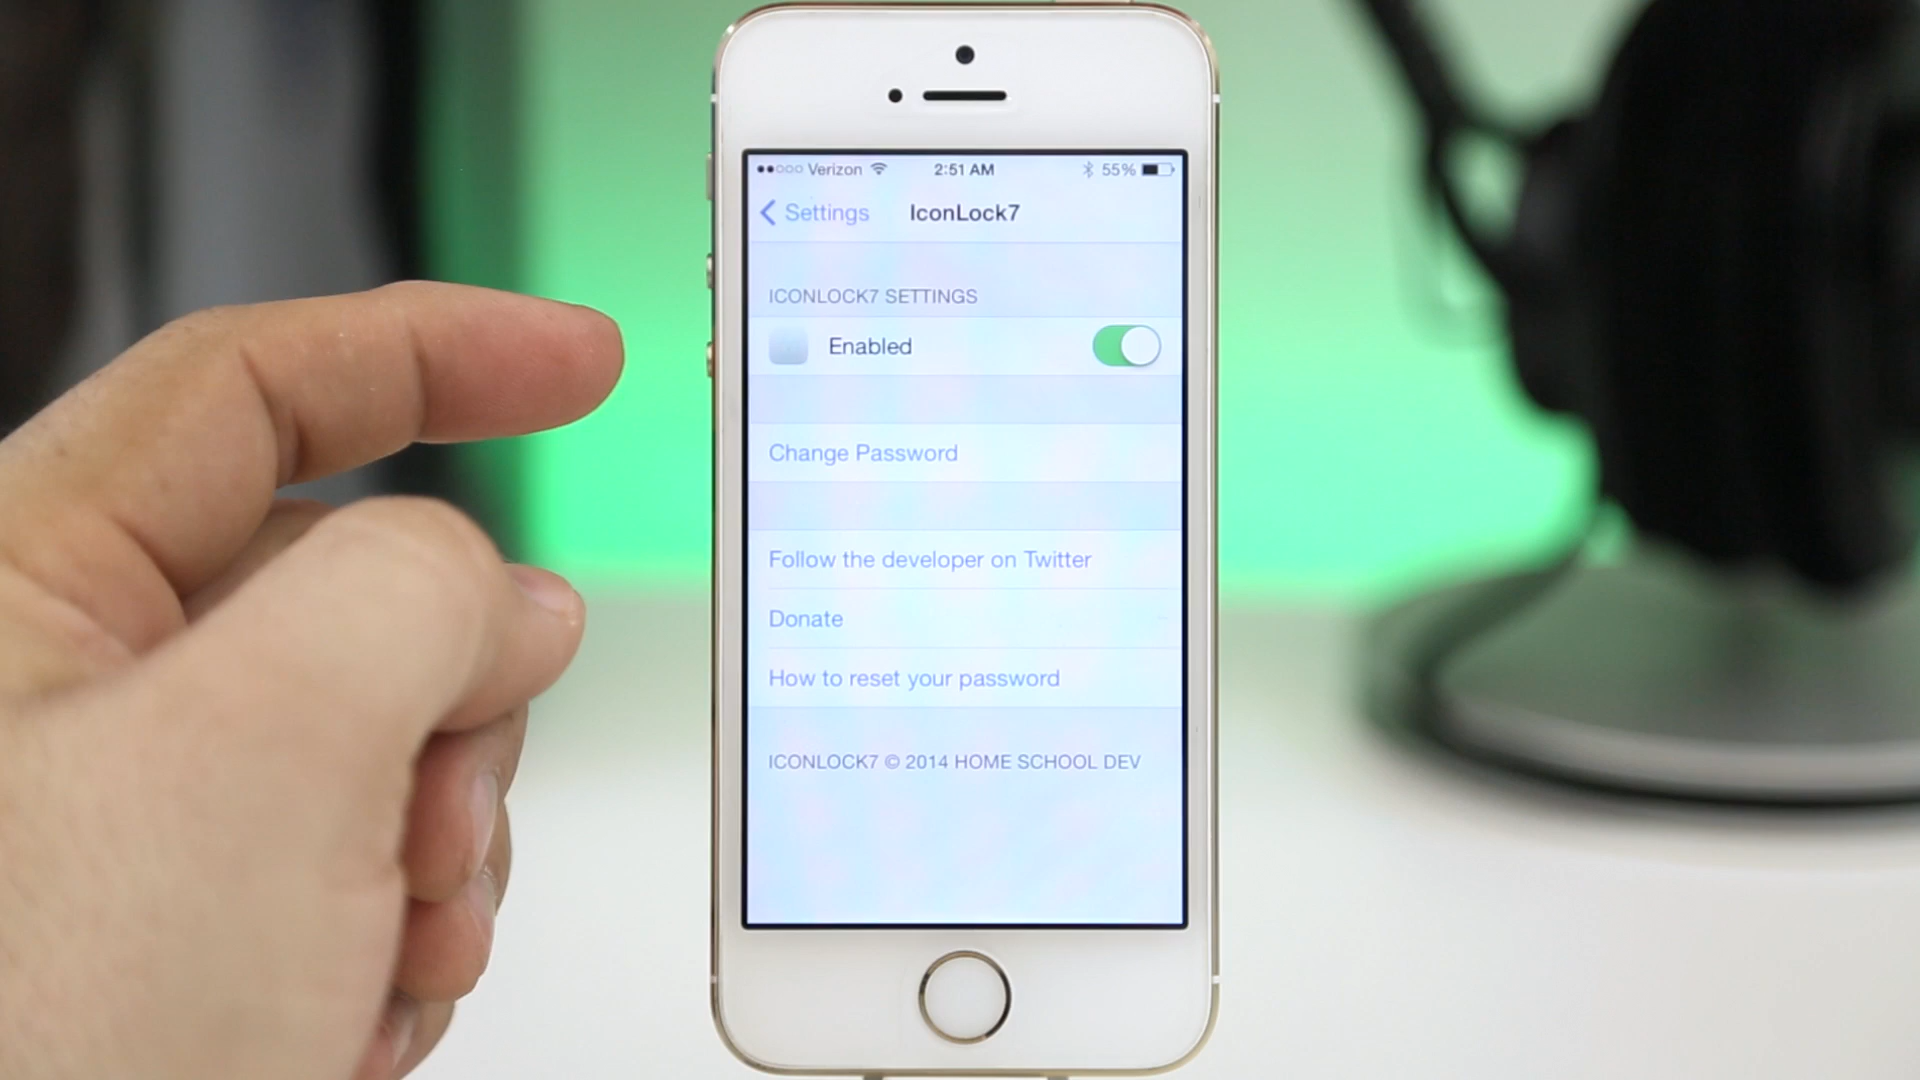 Verizon 2:51 AM 55%
Settings IconLock7
ICONLOCK7 SETTINGS
Enabled
Change Password
Follow the developer on Twitter
Donate
How to reset your password
ICONLOCK7 © 2014 HOME SCHOOL DEV